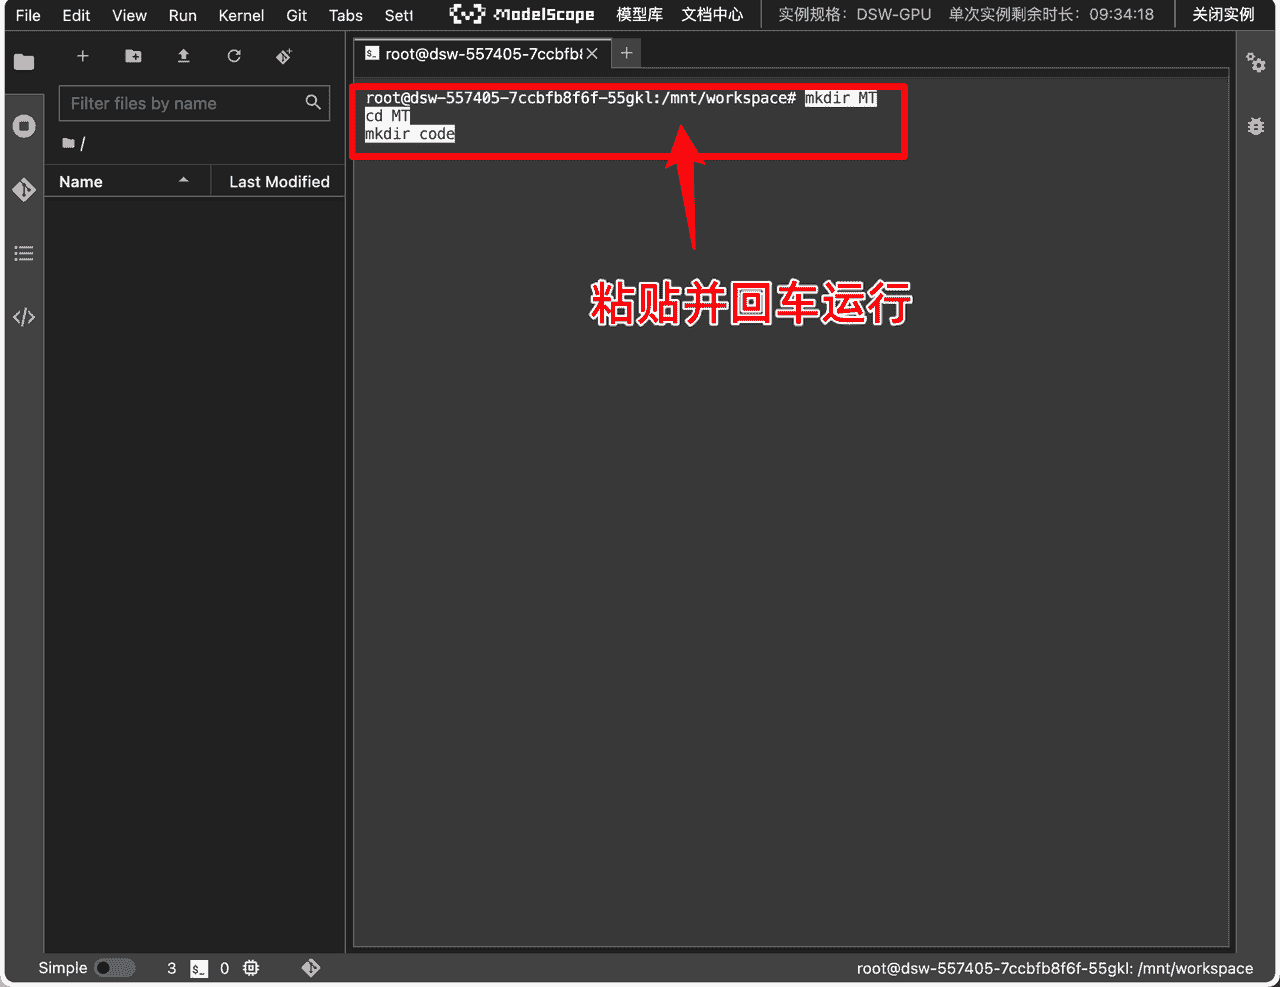 File Edit View Run Kernel Git Tabs Sett ModelScope 模型库 文档中心 实例规格：DSW-GPU 单次实例剩余时长：09:34:18 关闭实例
root@dsw-557405-7ccbfb8
Filter files by name
/
Name Last Modified
root@dsw-557405-7ccbfb8f6f-55gkl:/mnt/workspace# mkdir MT
cd MT
mkdir code
粘贴并回车运行
Simple 3 $_ 0 root@dsw-557405-7ccbfb8f6f-55gkl: /mnt/workspace